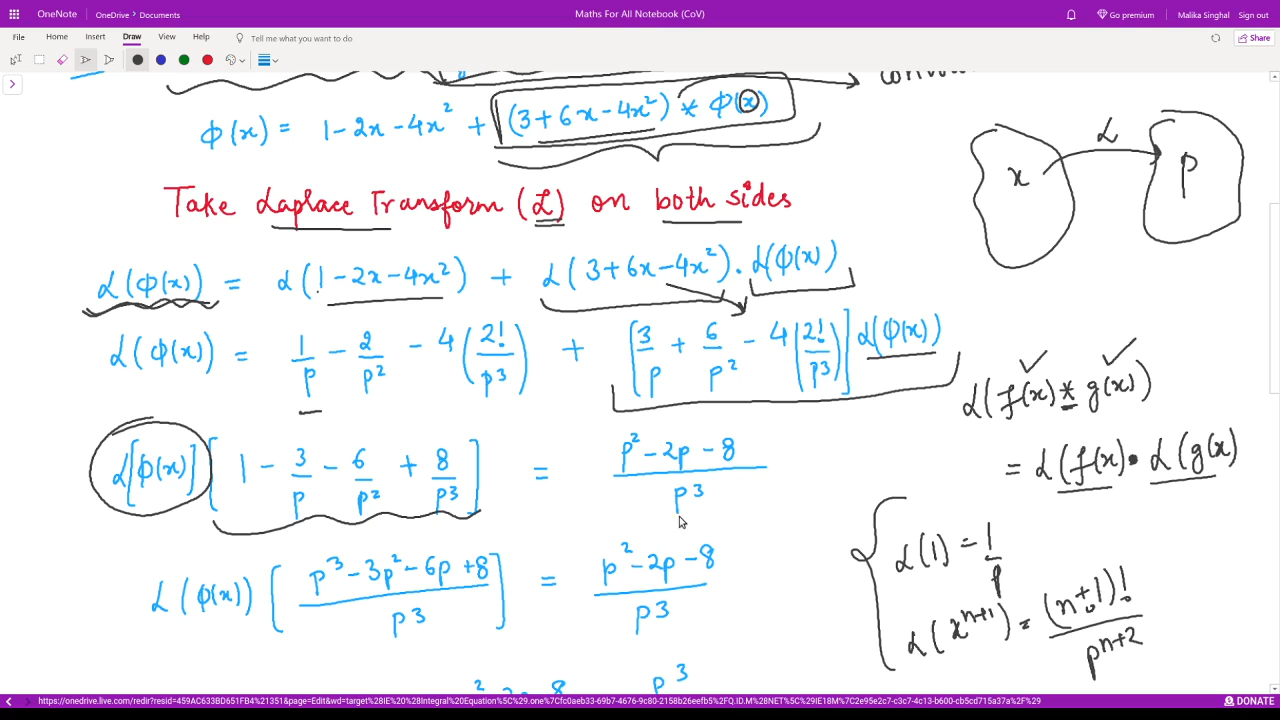 OneNote OneDrive › Documents Maths For All Notebook (CoV) Go premium Malika Singhal Sign out
File Home Insert Draw View Help Tell me what you want to do Share
φ(x) = 1-2x-4x² + (3+6x-4x²) * φ(x)
Take Laplace Transform (ℒ) on both sides
x ℒ p
ℒ(φ(x)) = ℒ(1-2x-4x²) + ℒ(3+6x-4x²)·ℒ(φ(x))
ℒ(φ(x)) = 1/p - 2/p² - 4(2!/p³) + [3/p + 6/p² - 4(2!/p³)] ℒ(φ(x))
ℒ(f(x) * g(x))
= ℒ(f(x)·ℒ(g(x)
ℒ[φ(x)] [1 - 3/p - 6/p² + 8/p³] = p²-2p-8/p³
ℒ(1) = 1/p
ℒ(φ(x)) [p³-3p²-6p+8/p³] = p²-2p-8/p³
ℒ(xⁿ⁺¹) = (n+1)!/pⁿ⁺²
DONATE